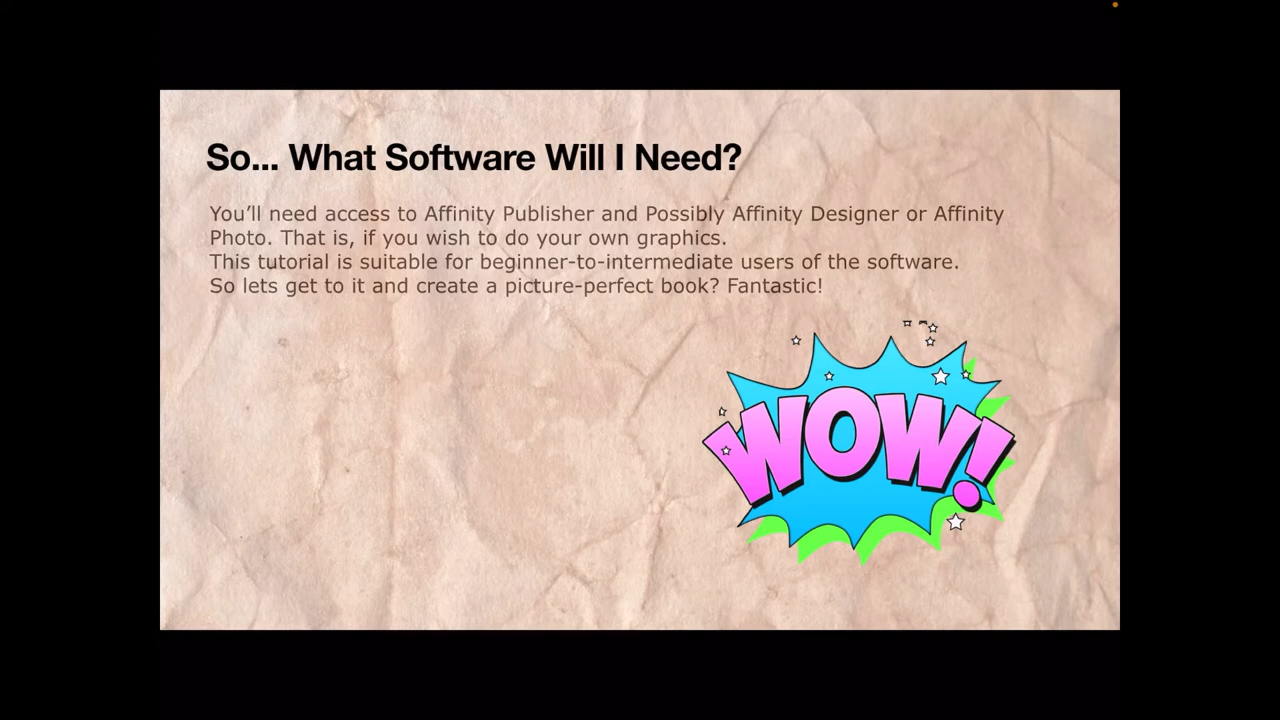 So... What Software Will I Need?
You’ll need access to Affinity Publisher and Possibly Affinity Designer or Affinity
Photo. That is, if you wish to do your own graphics.
This tutorial is suitable for beginner-to-intermediate users of the software.
So lets get to it and create a picture-perfect book? Fantastic!
WOW!